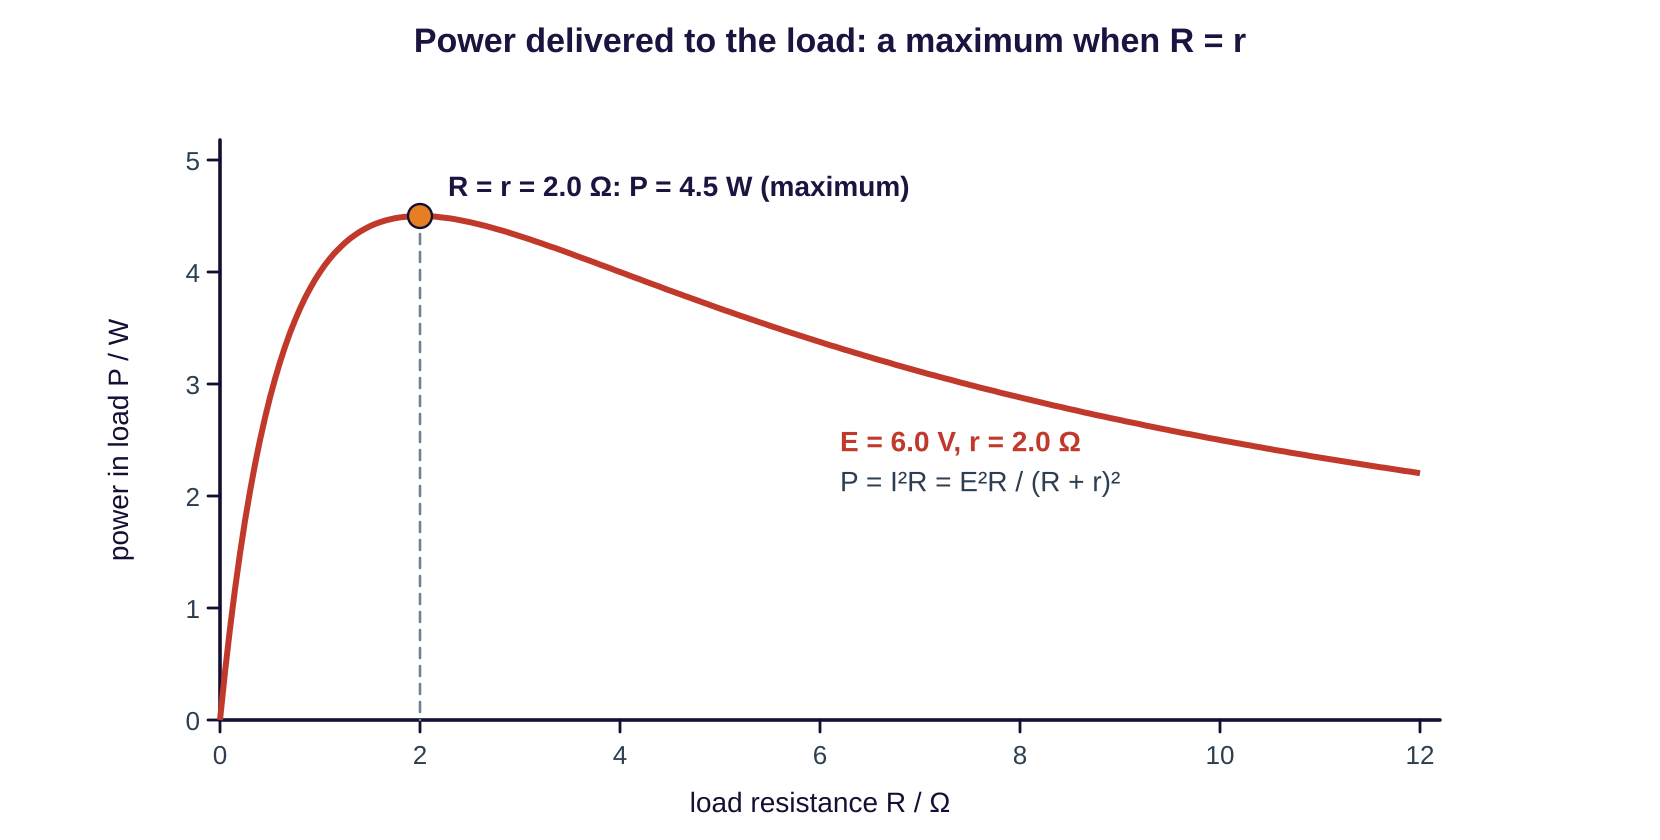 Power delivered to the load: a maximum when R = r
R = r = 2.0 Ω: P = 4.5 W (maximum)
5
4
3
2
1
0
power in load P / W
E = 6.0 V, r = 2.0 Ω
P = I²R = E²R / (R + r)²
0 2 4 6 8 10 12
load resistance R / Ω